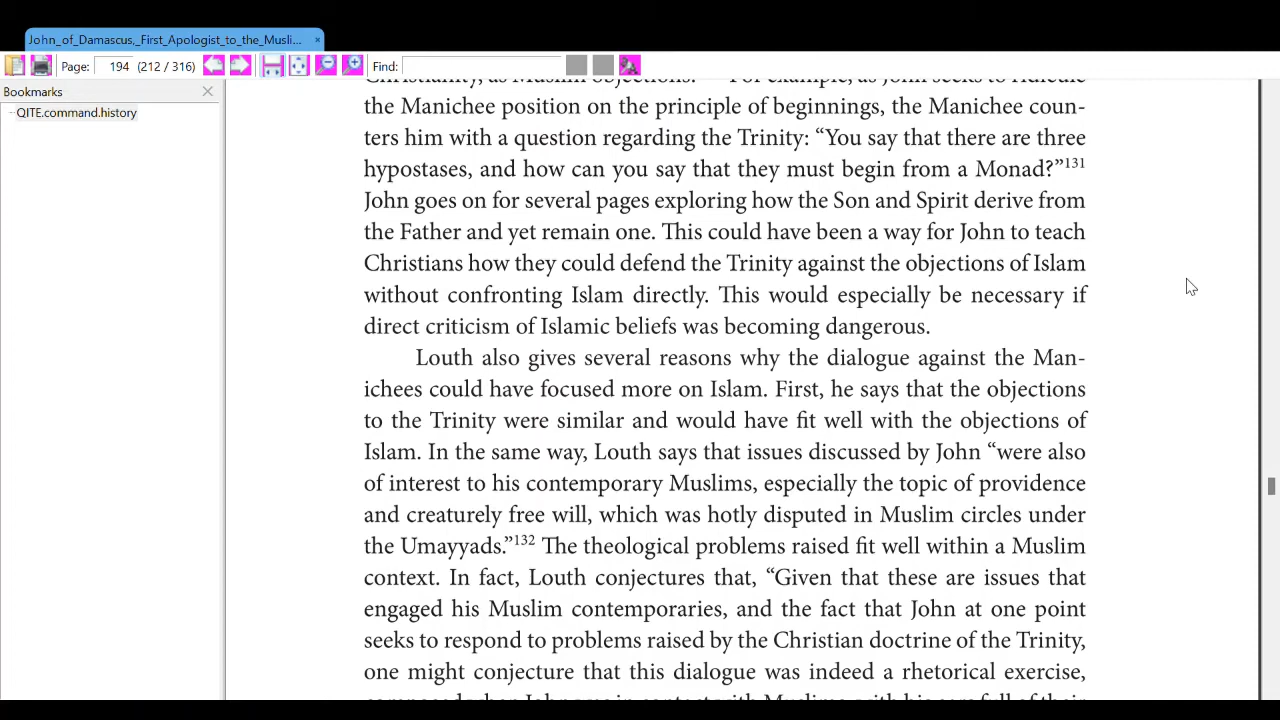 John_of_Damascus,_First_Apologist_to_the_Musli... ×
Page: 194 (212 / 316) Find:
Bookmarks
QITE.command.history
Christianity, as Muslim objections. For example, as John seeks to ridicule
the Manichee position on the principle of beginnings, the Manichee coun-
ters him with a question regarding the Trinity: “You say that there are three
hypostases, and how can you say that they must begin from a Monad?”131
John goes on for several pages exploring how the Son and Spirit derive from
the Father and yet remain one. This could have been a way for John to teach
Christians how they could defend the Trinity against the objections of Islam
without confronting Islam directly. This would especially be necessary if
direct criticism of Islamic beliefs was becoming dangerous.
Louth also gives several reasons why the dialogue against the Man-
ichees could have focused more on Islam. First, he says that the objections
to the Trinity were similar and would have fit well with the objections of
Islam. In the same way, Louth says that issues discussed by John “were also
of interest to his contemporary Muslims, especially the topic of providence
and creaturely free will, which was hotly disputed in Muslim circles under
the Umayyads.”132 The theological problems raised fit well within a Muslim
context. In fact, Louth conjectures that, “Given that these are issues that
engaged his Muslim contemporaries, and the fact that John at one point
seeks to respond to problems raised by the Christian doctrine of the Trinity,
one might conjecture that this dialogue was indeed a rhetorical exercise,